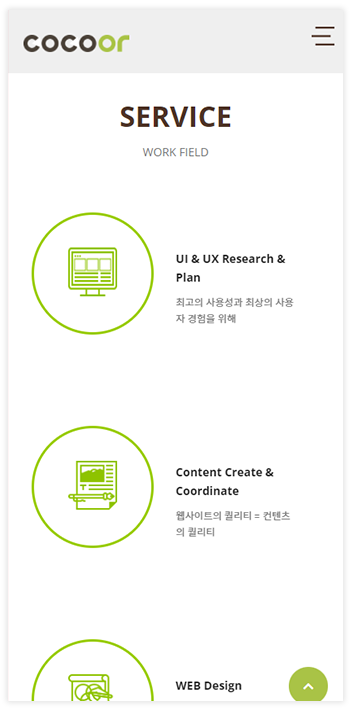 cocoor
SERVICE
WORK FIELD
UI & UX Research &
Plan
최고의 사용성과 최상의 사용
자 경험을 위해
Content Create &
Coordinate
웹사이트의 퀄리티 = 컨텐츠
의 퀄리티
WEB Design